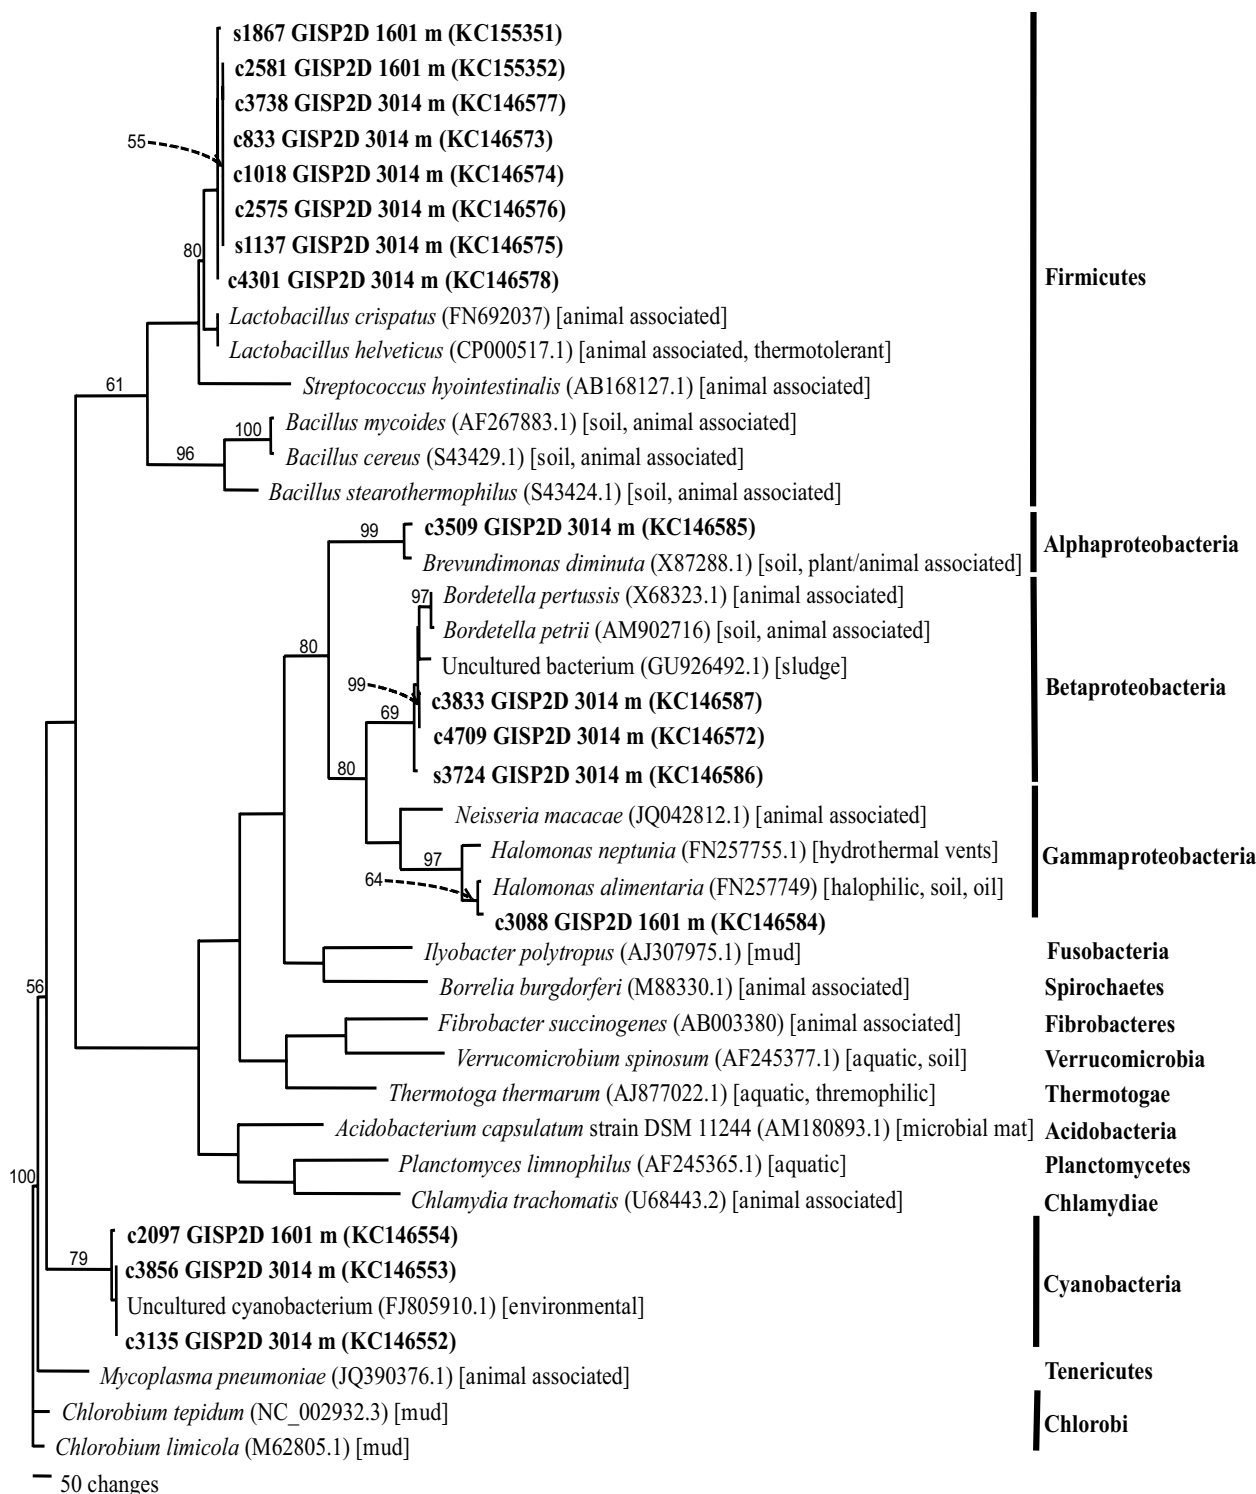 s1867 GISP2D 1601 m (KC155351)
c2581 GISP2D 1601 m (KC155352)
c3738 GISP2D 3014 m (KC146577)
55
c833 GISP2D 3014 m (KC146573)
c1018 GISP2D 3014 m (KC146574)
c2575 GISP2D 3014 m (KC146576)
80
s1137 GISP2D 3014 m (KC146575)
c4301 GISP2D 3014 m (KC146578)
Firmicutes
Lactobacillus crispatus (FN692037) [animal associated]
Lactobacillus helveticus (CP000517.1) [animal associated, thermotolerant]
61
Streptococcus hyointestinalis (AB168127.1) [animal associated]
Bacillus mycoides (AF267883.1) [soil, animal associated]
100
96
Bacillus cereus (S43429.1) [soil, animal associated]
Bacillus stearothermophilus (S43424.1) [soil, animal associated]
99
c3509 GISP2D 3014 m (KC146585)
Alphaproteobacteria
Brevundimonas diminuta (X87288.1) [soil, plant/animal associated]
97
Bordetella pertussis (X68323.1) [animal associated]
Bordetella petrii (AM902716) [soil, animal associated]
80
Uncultured bacterium (GU926492.1) [sludge]
99
Betaproteobacteria
c3833 GISP2D 3014 m (KC146587)
69
c4709 GISP2D 3014 m (KC146572)
80
s3724 GISP2D 3014 m (KC146586)
Neisseria macacae (JQ042812.1) [animal associated]
97
Halomonas neptunia (FN257755.1) [hydrothermal vents]
Gammaproteobacteria
64
Halomonas alimentaria (FN257749) [halophilic, soil, oil]
c3088 GISP2D 1601 m (KC146584)
Ilyobacter polytropus (AJ307975.1) [mud]
Fusobacteria
56
Borrelia burgdorferi (M88330.1) [animal associated]
Spirochaetes
Fibrobacter succinogenes (AB003380) [animal associated]
Fibrobacteres
Verrucomicrobium spinosum (AF245377.1) [aquatic, soil]
Verrucomicrobia
Thermotoga thermarum (AJ877022.1) [aquatic, thremophilic]
Thermotogae
Acidobacterium capsulatum strain DSM 11244 (AM180893.1) [microbial mat]
Acidobacteria
Planctomyces limnophilus (AF245365.1) [aquatic]
Planctomycetes
100
Chlamydia trachomatis (U68443.2) [animal associated]
Chlamydiae
c2097 GISP2D 1601 m (KC146554)
79
c3856 GISP2D 3014 m (KC146553)
Cyanobacteria
Uncultured cyanobacterium (FJ805910.1) [environmental]
c3135 GISP2D 3014 m (KC146552)
Mycoplasma pneumoniae (JQ390376.1) [animal associated]
Tenericutes
Chlorobium tepidum (NC_002932.3) [mud]
Chlorobi
Chlorobium limicola (M62805.1) [mud]
50 changes